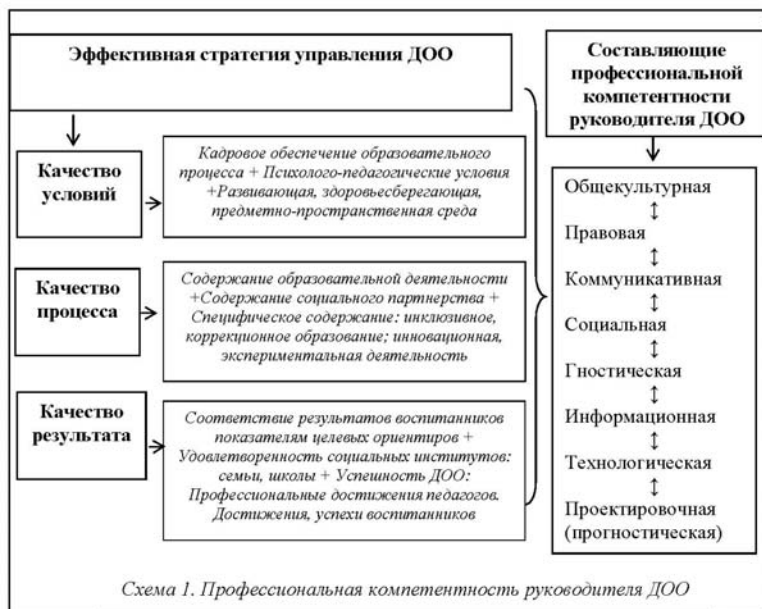 Эффективная стратегия управления ДОО
Качество
условий
Кадровое обеспечение образовательного
процесса + Психолого-педагогические условия
+Развивающая, здоровьесберегающая,
предметно-пространственная среда
Качество
процесса
Содержание образовательной деятельности
+Содержание социального партнерства +
Специфическое содержание: инклюзивное,
коррекционное образование; инновационная,
экспериментальная деятельность
Качество
результата
Соответствие результатов воспитанников
показателям целевых ориентиров +
Удовлетворенность социальных институтов:
семьи, школы + Успешность ДОО:
Профессиональные достижения педагогов.
Достижения, успехи воспитанников
Составляющие
профессиональной
компетентности
руководителя ДОО
Общекультурная
Правовая
Коммуникативная
Социальная
Гностическая
Информационная
Технологическая
Проектировочная
(прогностическая)
Схема 1. Профессиональная компетентность руководителя ДОО